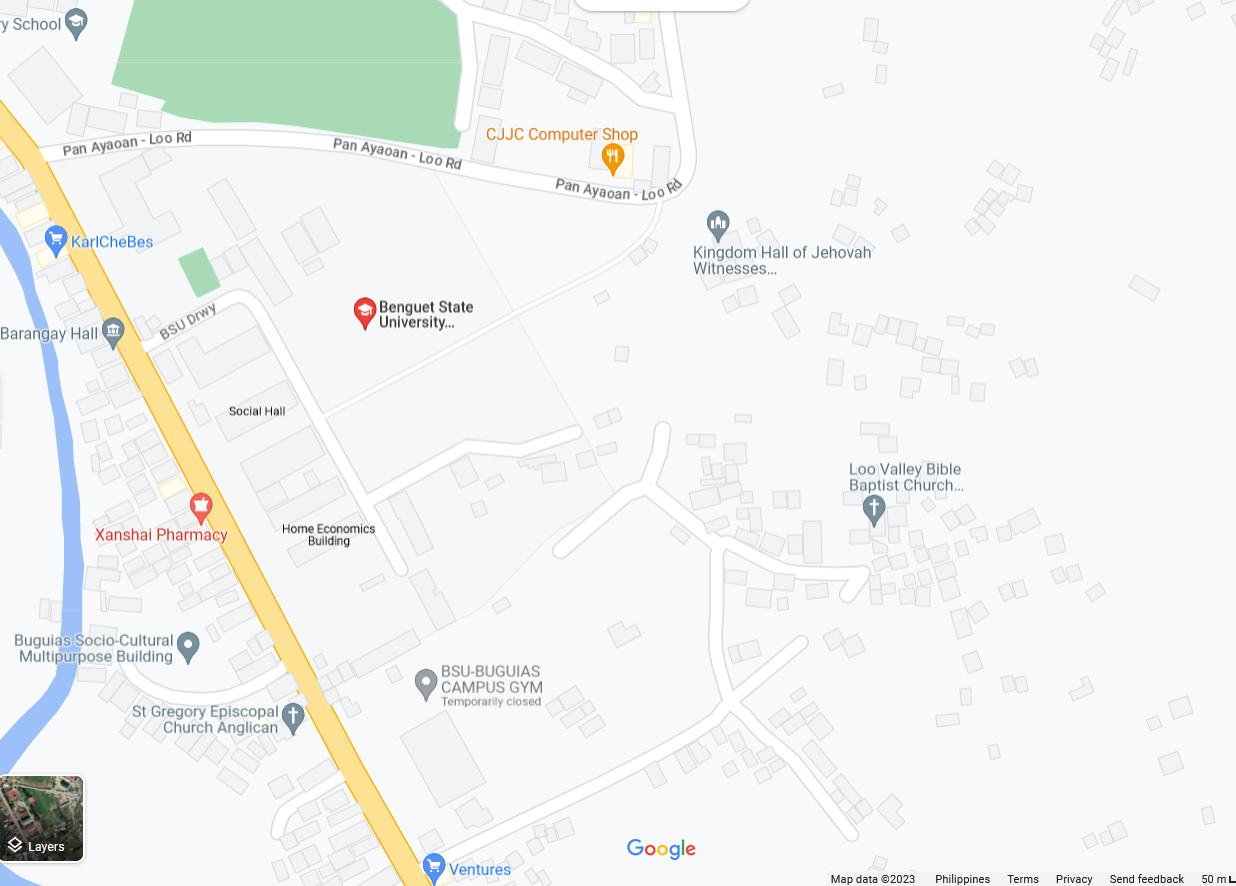 ry School
Pan Ayaoan - Loo Rd
Pan Ayaoan - Loo Rd
CJJC Computer Shop
Pan Ayaoan - Loo Rd
KarlCheBes
Kingdom Hall of Jehovah
Witnesses...
Benguet State
University...
BSU Drwy
Barangay Hall
Social Hall
Loo Valley Bible
Baptist Church...
Xanshai Pharmacy
Home Economics
Building
Buguias Socio-Cultural
Multipurpose Building
BSU-BUGUIAS
CAMPUS GYM
Temporarily closed
St Gregory Episcopal
Church Anglican
Layers
Google
Ventures
Map data ©2023 Philippines Terms Privacy Send feedback 50 m